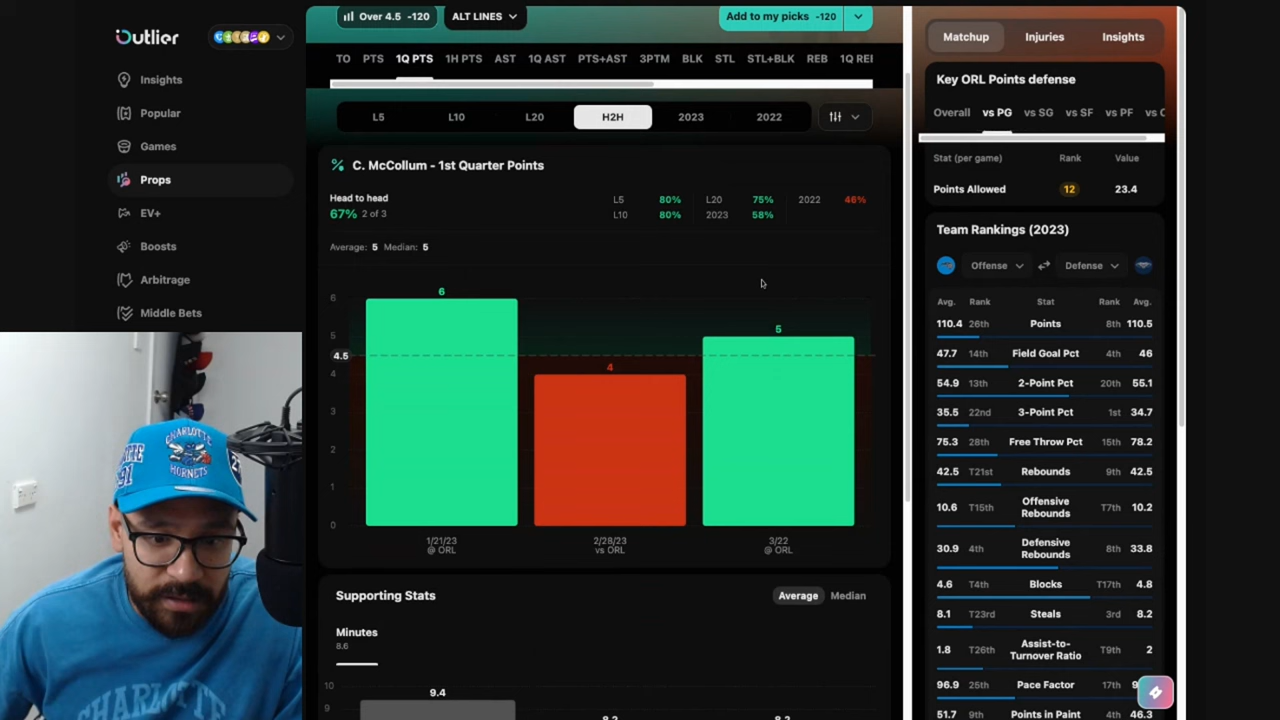 Outlier
Insights
Popular
Games
Props
EV+
Boosts
Arbitrage
Middle Bets
Over 4.5 -120
ALT LINES
Add to my picks -120
TO PTS 1Q PTS 1H PTS AST 1Q AST PTS+AST 3PTM BLK STL STL+BLK REB 1Q REI
L5 L10 L20 H2H 2023 2022
C. McCollum - 1st Quarter Points
Head to head
67% 2 of 3
L5 80% L20 75% 2022 46%
L10 80% 2023 58%
Average: 5 Median: 5
6
5
4.5
4
3
2
1
0
6
4
5
1/21/23
@ ORL
2/28/23
vs ORL
3/22
@ ORL
Supporting Stats
Average Median
Minutes
8.6
10
9
9.4
Matchup Injuries Insights
Key ORL Points defense
Overall vs PG vs SG vs SF vs PF vs C
Stat (per game) Rank Value
Points Allowed 12 23.4
Team Rankings (2023)
Offense Defense
Avg. Rank Stat Rank Avg.
110.4 26th Points 8th 110.5
47.7 14th Field Goal Pct 4th 46
54.9 13th 2-Point Pct 20th 55.1
35.5 22nd 3-Point Pct 1st 34.7
75.3 28th Free Throw Pct 15th 78.2
42.5 T21st Rebounds 9th 42.5
10.6 T15th Offensive Rebounds T7th 10.2
30.9 4th Defensive Rebounds 8th 33.8
4.6 T4th Blocks T17th 4.8
8.1 T23rd Steals 3rd 8.2
1.8 T26th Assist-to-Turnover Ratio T9th 2
96.9 25th Pace Factor 17th 9
51.7 9th Points in Paint 4th 46.3
CHARLOTTE
HORNETS
CHARLOTTE